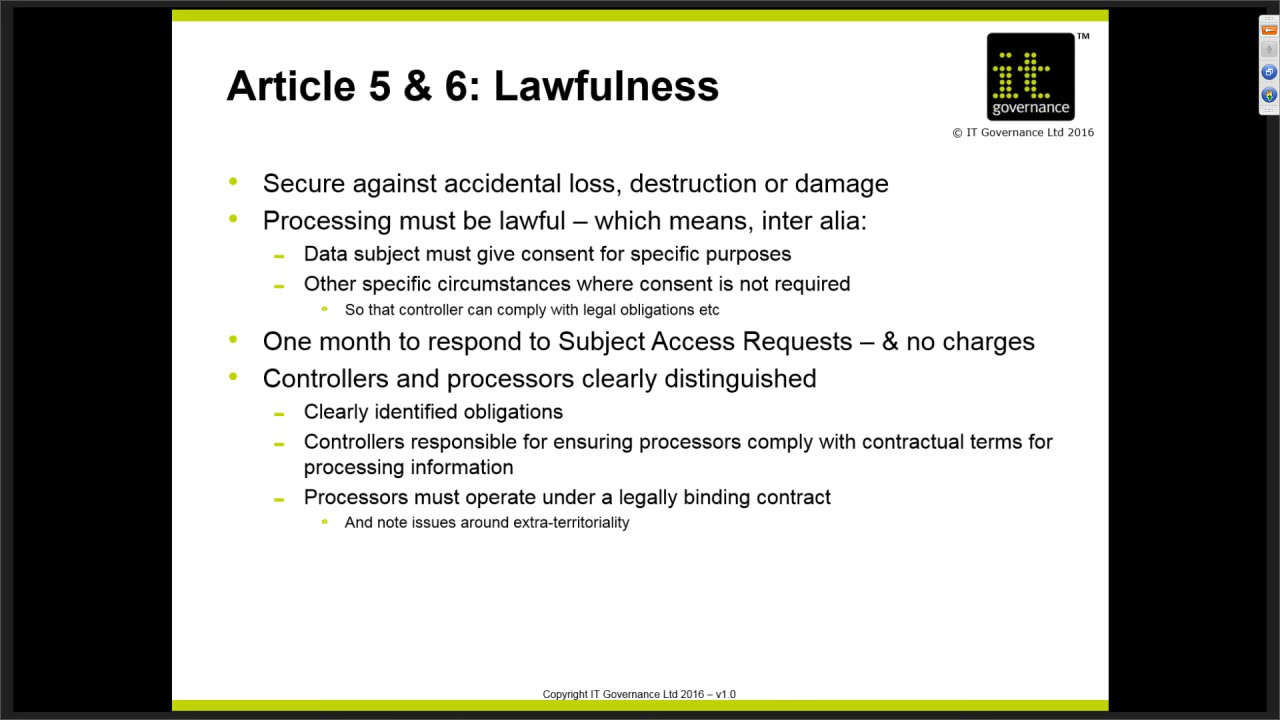 Article 5 & 6: Lawfulness
it
governance
TM
© IT Governance Ltd 2016
• Secure against accidental loss, destruction or damage
• Processing must be lawful – which means, inter alia:
– Data subject must give consent for specific purposes
– Other specific circumstances where consent is not required
• So that controller can comply with legal obligations etc
• One month to respond to Subject Access Requests – & no charges
• Controllers and processors clearly distinguished
– Clearly identified obligations
– Controllers responsible for ensuring processors comply with contractual terms for
processing information
– Processors must operate under a legally binding contract
• And note issues around extra-territoriality
Copyright IT Governance Ltd 2016 – v1.0